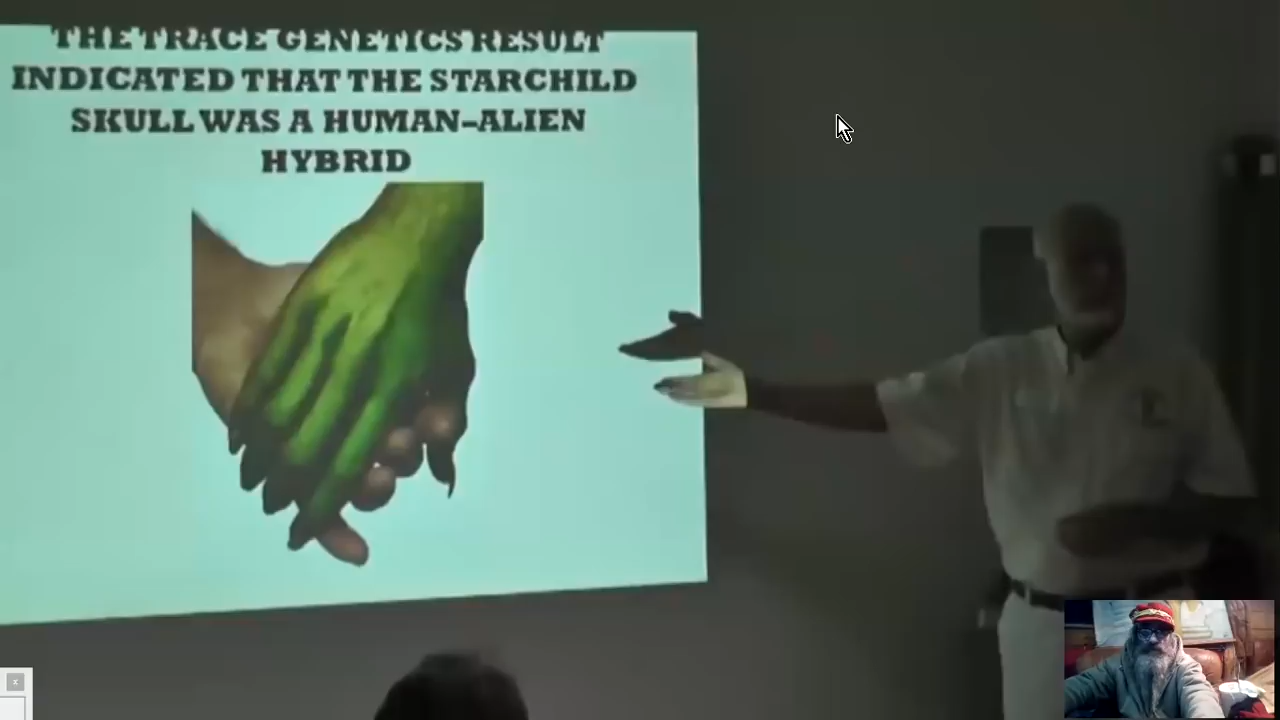 THE TRACE GENETICS RESULT
INDICATED THAT THE STARCHILD
SKULL WAS A HUMAN-ALIEN
HYBRID
x